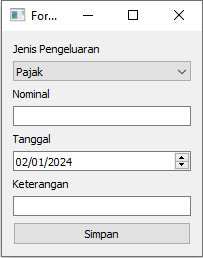 For...
Jenis Pengeluaran
Pajak
Nominal
Tanggal
02/01/2024
Keterangan
Simpan